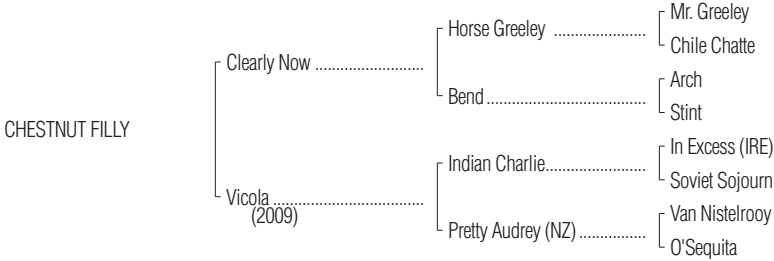 Mr. Greeley
Horse Greeley ......................
Chile Chatte
Clearly Now ..........................
Arch
Bend......................................
Stint
CHESTNUT FILLY
In Excess (IRE)
Indian Charlie........................
Soviet Sojourn
Vicola ....................................
(2009)
Van Nistelrooy
Pretty Audrey (NZ) ................
O'Sequita